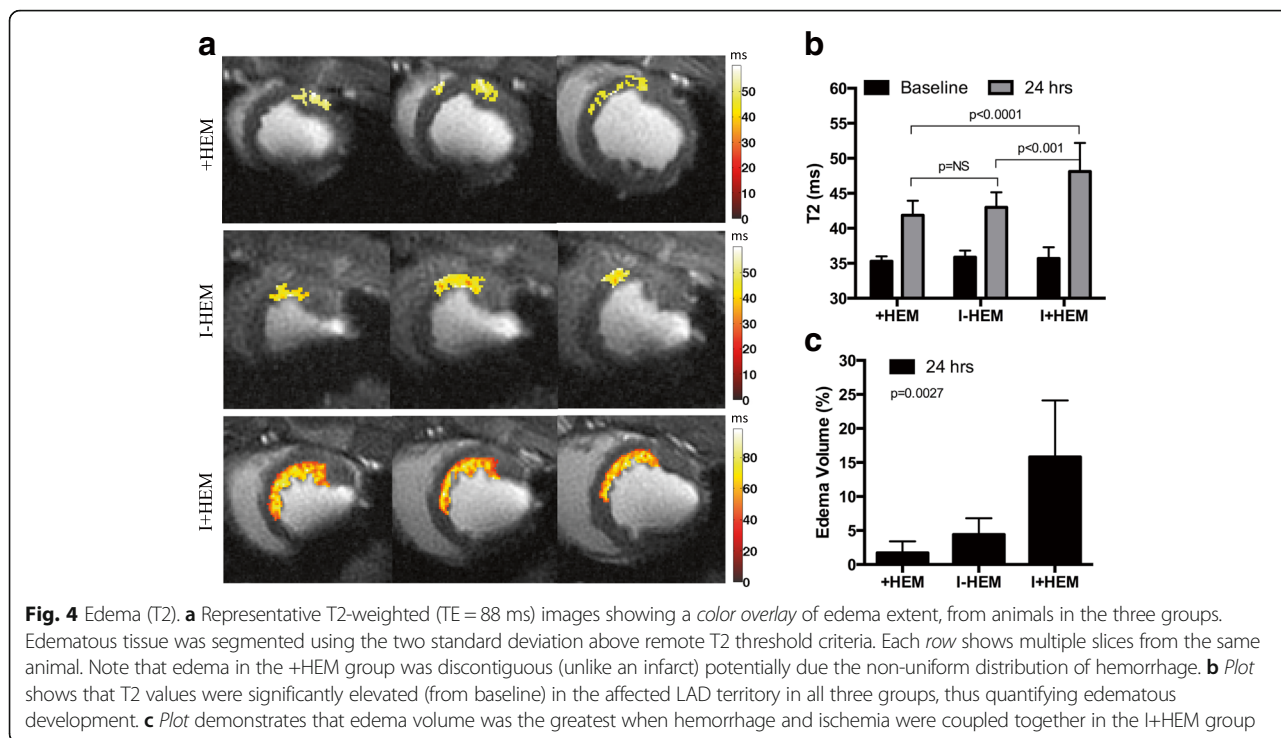 a
ms
+HEM
50
40
30
20
10
0
ms
I-HEM
50
40
30
20
10
0
ms
I+HEM
80
60
40
20
0
b
Baseline 24 hrs
60
55
50
45
40
35
30
T2 (ms)
p<0.0001
p<0.001
p=NS
+HEM I-HEM I+HEM
c
30
25
20
15
10
5
0
Edema Volume (%)
24 hrs
p=0.0027
+HEM I-HEM I+HEM
Fig. 4 Edema (T2). a Representative T2-weighted (TE = 88 ms) images showing a color overlay of edema extent, from animals in the three groups.
Edematous tissue was segmented using the two standard deviation above remote T2 threshold criteria. Each row shows multiple slices from the same
animal. Note that edema in the +HEM group was discontiguous (unlike an infarct) potentially due the non-uniform distribution of hemorrhage. b Plot
shows that T2 values were significantly elevated (from baseline) in the affected LAD territory in all three groups, thus quantifying edematous
development. c Plot demonstrates that edema volume was the greatest when hemorrhage and ischemia were coupled together in the I+HEM group